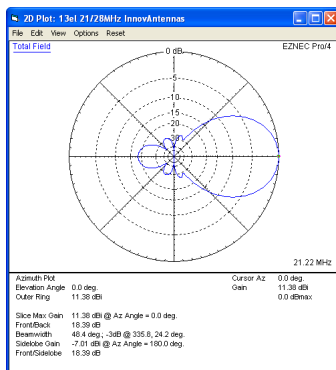 2D Plot: 13el 21/28MHz InnovAntennas
File Edit View Options Reset
Total Field
EZNEC Pro/4
0 dB
-5
-10
-15
-20
-30
21.22 MHz
Azimuth Plot
Elevation Angle 0.0 deg.
Outer Ring 11.38 dBi
Cursor Az 0.0 deg.
Gain 11.38 dBi
0.0 dBmax
Slice Max Gain 11.38 dBi @ Az Angle = 0.0 deg.
Front/Back 18.39 dB
Beamwidth 48.4 deg.; -3dB @ 335.8, 24.2 deg.
Sidelobe Gain -7.01 dBi @ Az Angle = 180.0 deg.
Front/Sidelobe 18.39 dB